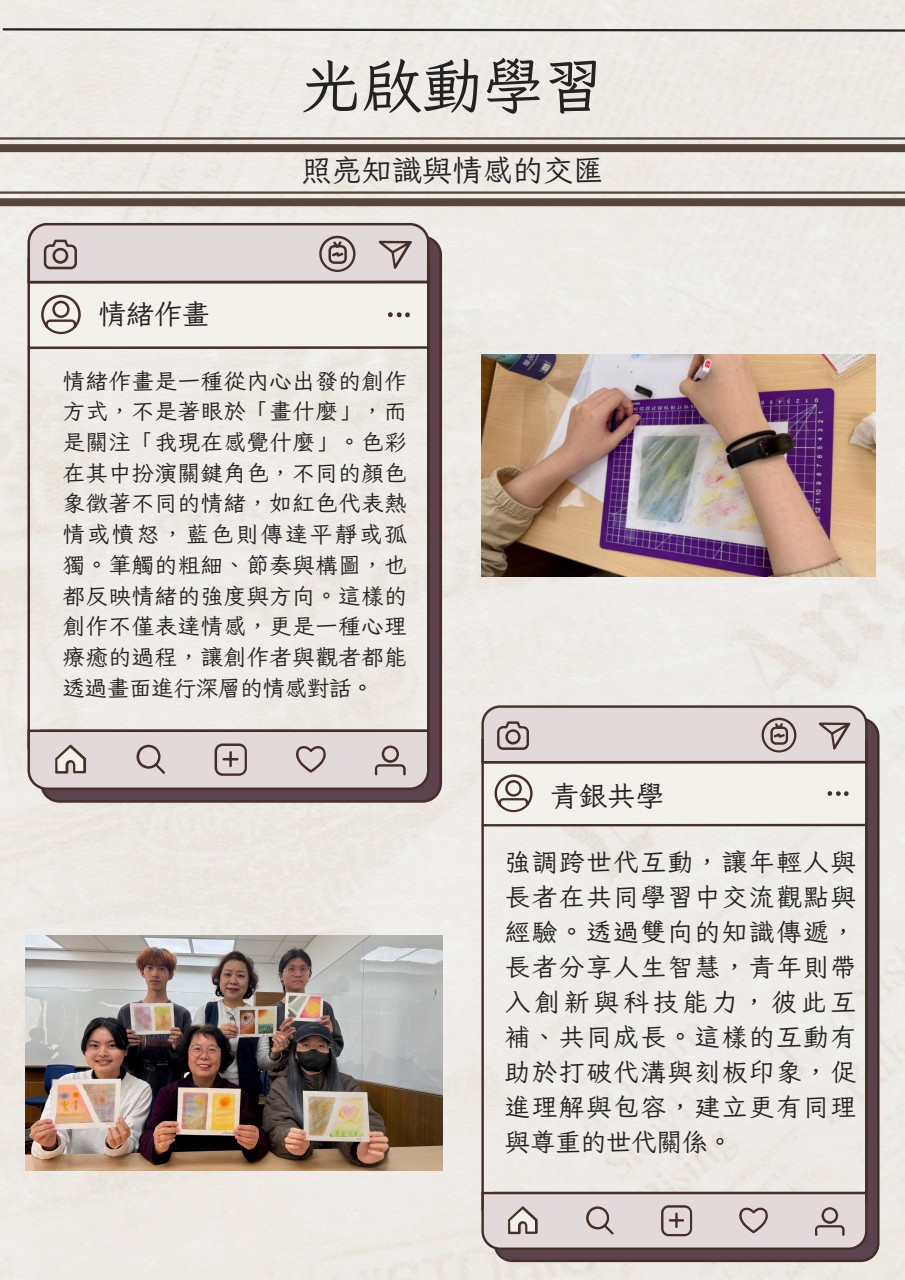 光啟動學習
照亮知識與情感的交匯
情緒作畫
情緒作畫是一種從內心出發的創作
方式，不是著眼於「畫什麼」，而
是關注「我現在感覺什麼」。色彩
在其中扮演關鍵角色，不同的顏色
象徵著不同的情緒，如紅色代表熱
情或憤怒，藍色則傳達平靜或孤
獨。筆觸的粗細、節奏與構圖，也
都反映情緒的強度與方向。這樣的
創作不僅表達情感，更是一種心理
療癒的過程，讓創作者與觀者都能
透過畫面進行深層的情感對話。
青銀共學
強調跨世代互動，讓年輕人與
長者在共同學習中交流觀點與
經驗。透過雙向的知識傳遞，
長者分享人生智慧，青年則帶
入創新與科技能力，彼此互
補、共同成長。這樣的互動有
助於打破代溝與刻板印象，促
進理解與包容，建立更有同理
與尊重的世代關係。